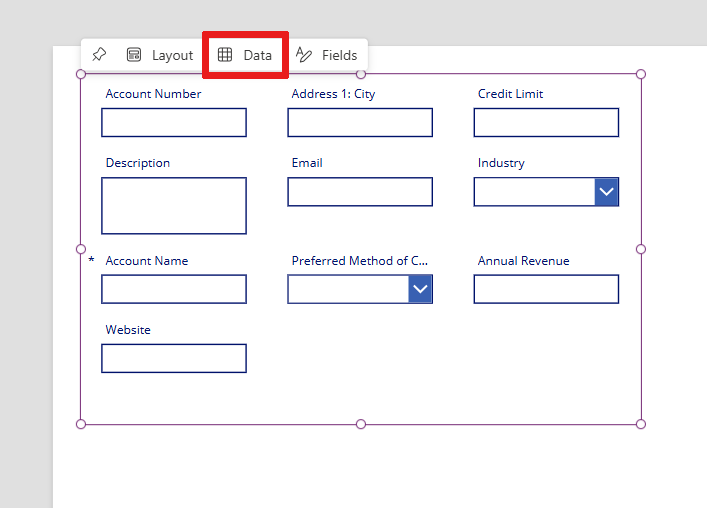 Layout Data Fields
Account Number Address 1: City Credit Limit
Description Email Industry
* Account Name Preferred Method of C... Annual Revenue
Website